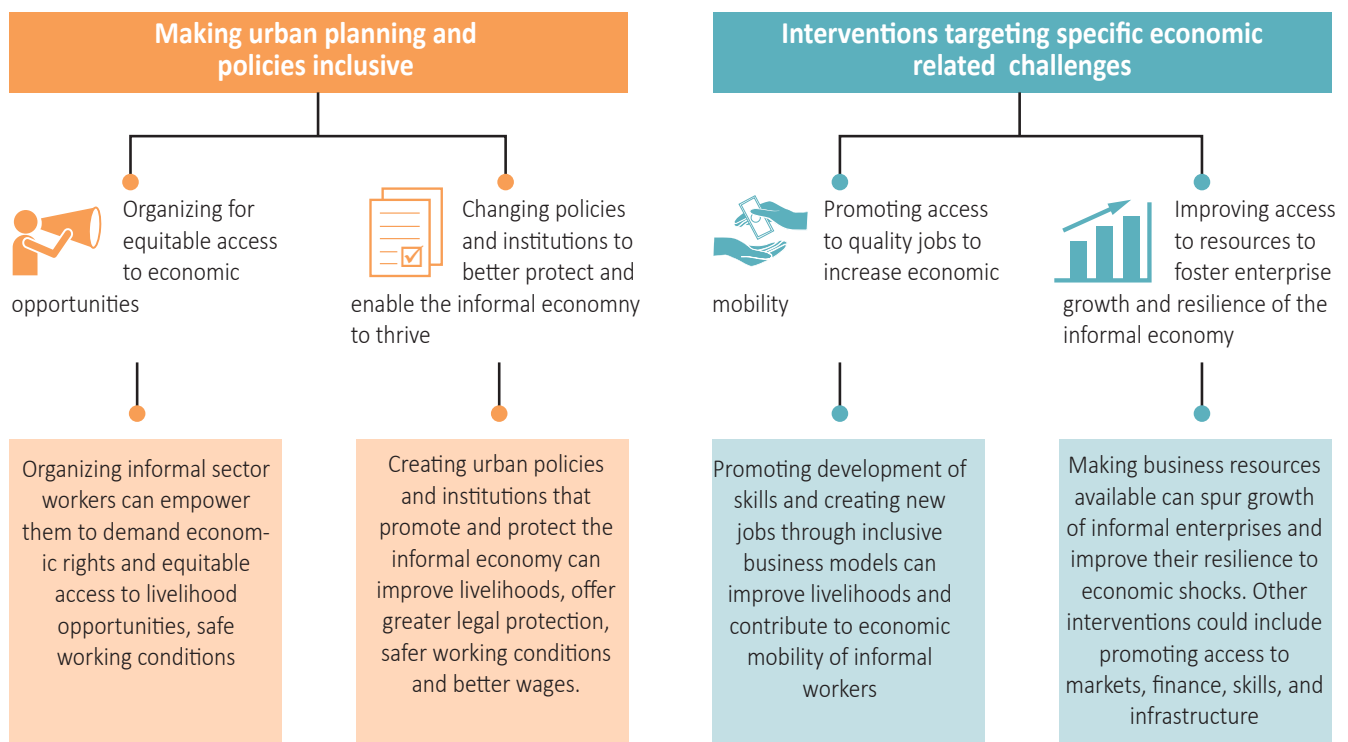 Making urban planning and
policies inclusive
Organizing for
equitable access
to economic
opportunities
Changing policies
and institutions to
better protect and
enable the informal economny
to thrive
Organizing informal sector
workers can empower
them to demand econom-
ic rights and equitable
access to livelihood
opportunities, safe
working conditions
Creating urban policies
and institutions that
promote and protect the
informal economy can
improve livelihoods, offer
greater legal protection,
safer working conditions
and better wages.
Interventions targeting specific economic
related challenges
Promoting access
to quality jobs to
increase economic
mobility
Improving access
to resources to
foster enterprise
growth and resilience of the
informal economy
Promoting development of
skills and creating new
jobs through inclusive
business models can
improve livelihoods and
contribute to economic
mobility of informal
workers
Making business resources
available can spur growth
of informal enterprises and
improve their resilience to
economic shocks. Other
interventions could include
promoting access to
markets, finance, skills, and
infrastructure